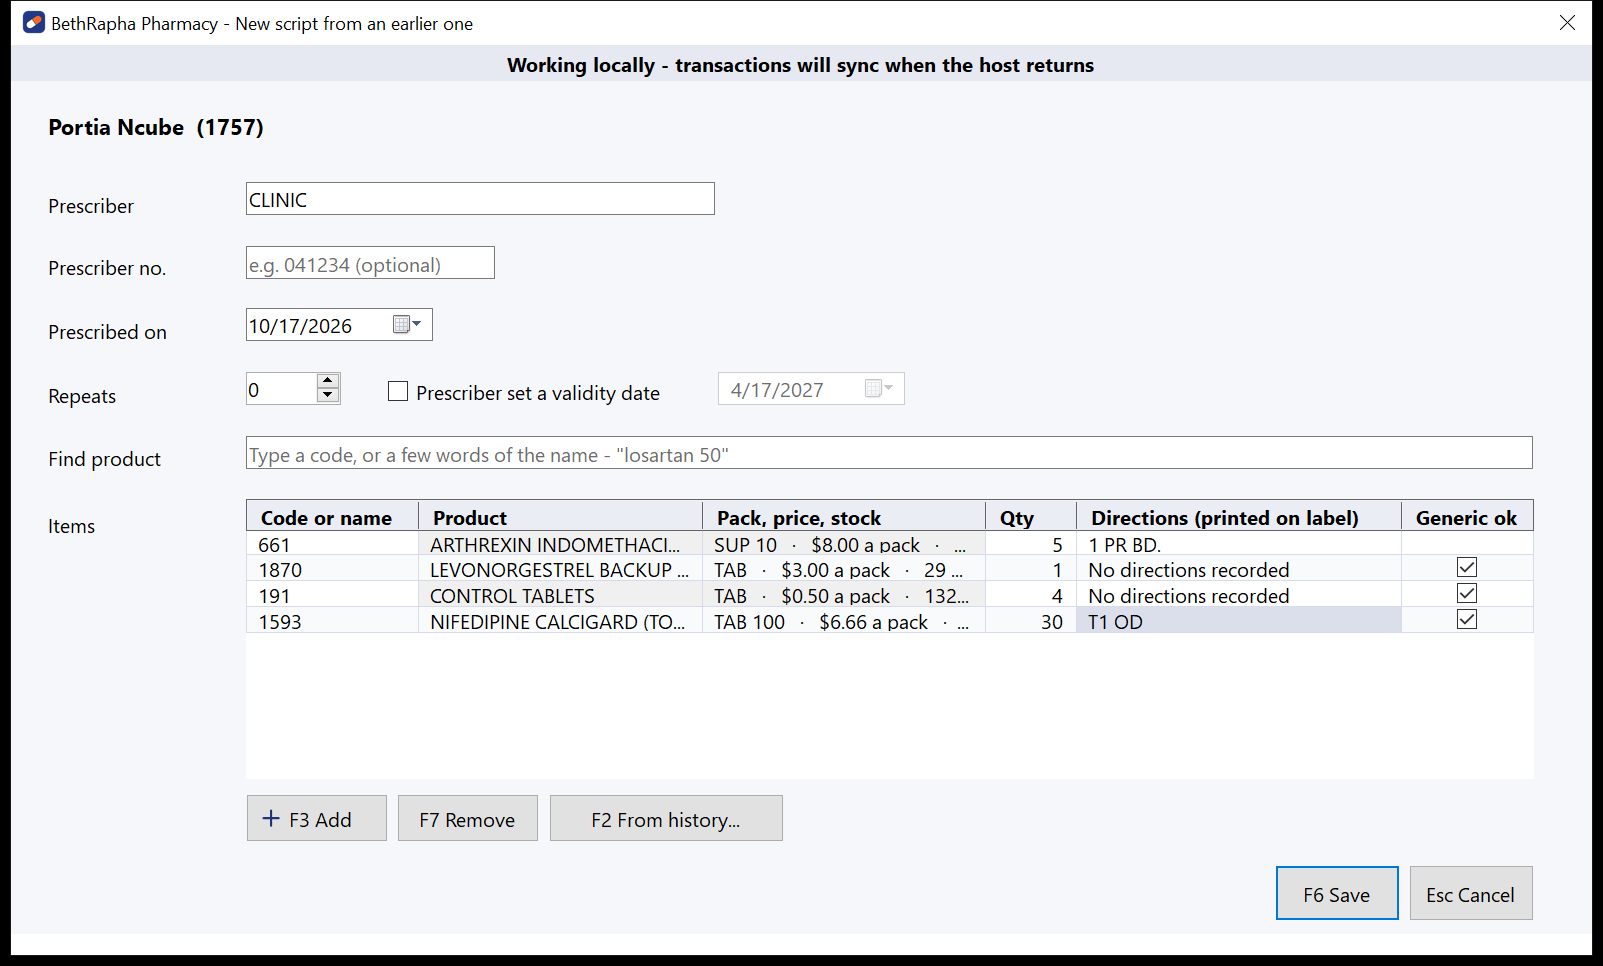 BethRapha Pharmacy - New script from an earlier one
Working locally - transactions will sync when the host returns
Portia Ncube (1757)
Prescriber CLINIC
Prescriber no. e.g. 041234 (optional)
Prescribed on 10/17/2026
Repeats 0 Prescriber set a validity date 4/17/2027
Find product Type a code, or a few words of the name - "losartan 50"
Items Code or name Product Pack, price, stock Qty Directions (printed on label) Generic ok
661 ARTHREXIN INDOMETHACI... SUP 10 · $8.00 a pack · ... 5 1 PR BD.
1870 LEVONORGESTREL BACKUP ... TAB · $3.00 a pack · 29 ... 1 No directions recorded
191 CONTROL TABLETS TAB · $0.50 a pack · 132... 4 No directions recorded
1593 NIFEDIPINE CALCIGARD (TO... TAB 100 · $6.66 a pack · ... 30 T1 OD
+ F3 Add F7 Remove F2 From history...
F6 Save Esc Cancel